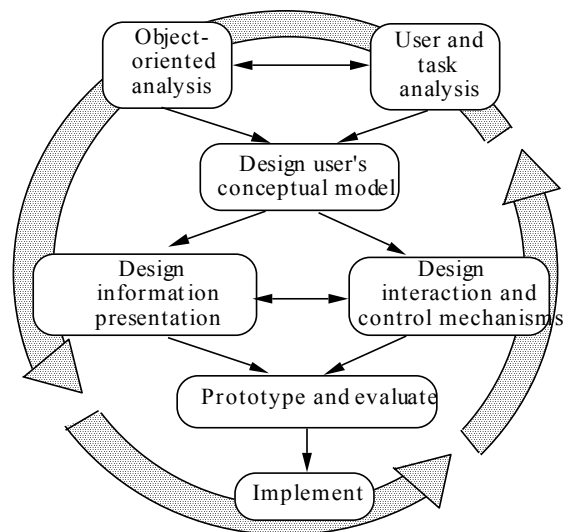 Object-
oriented
analysis
User and
task
analysis
Design user's
conceptual model
Design
information
presentation
Design
interaction and
control mechanisms
Prototype and evaluate
Implement